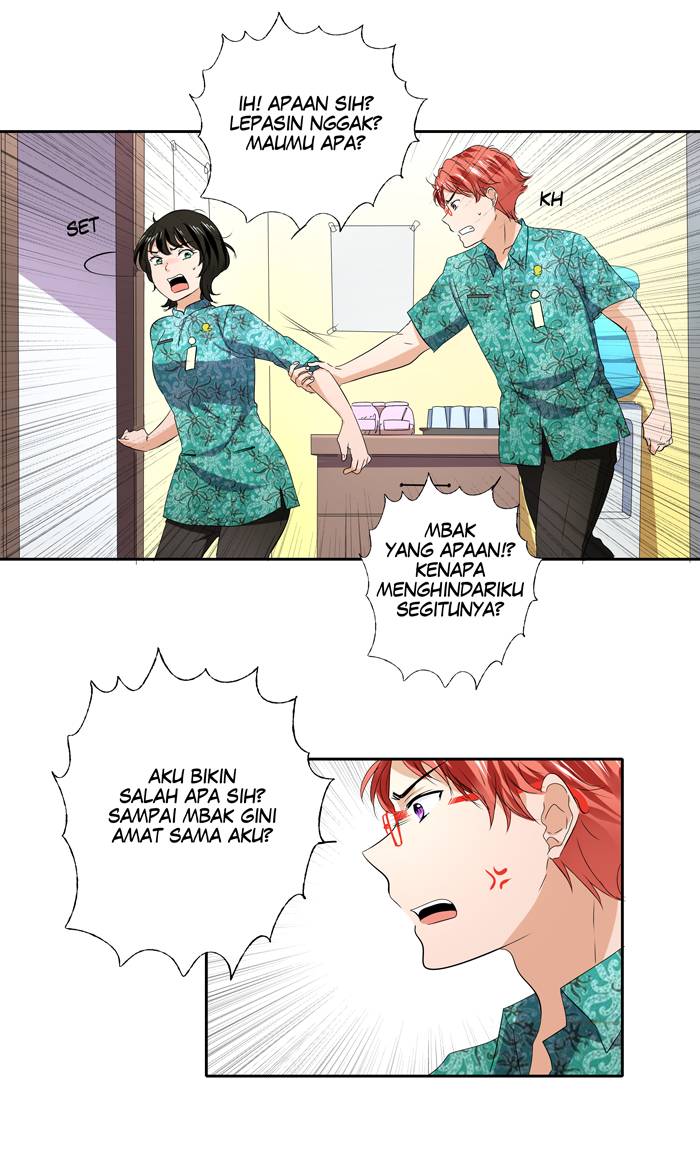 IH! APAAN SIH?
LEPASIN NGGAK?
MAUMU APA?
SET
KH
MBAK
YANG APAAN!?
KENAPA
MENGHINDARIKU
SEGITUNYA?
AKU BIKIN
SALAH APA SIH?
SAMPAI MBAK GINI
AMAT SAMA AKU?